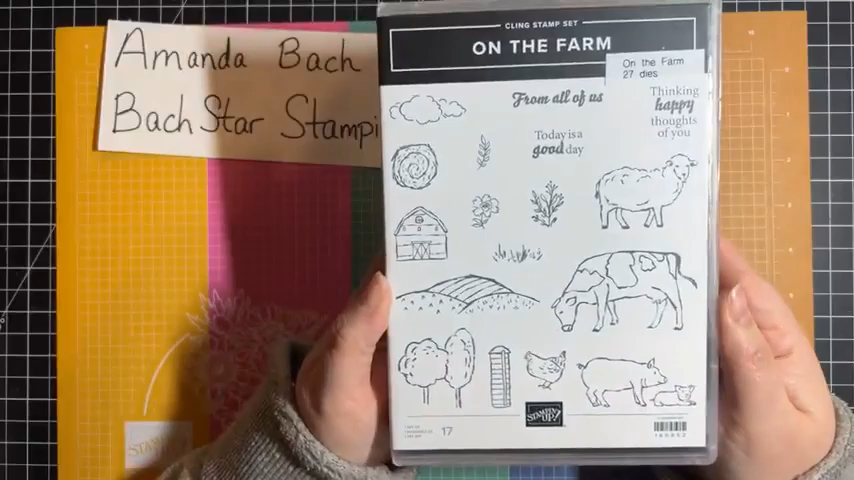 Amanda Bach
BachStar Stampi
CLING STAMP SET
ON THE FARM
On the Farm
27 dies
From all of us
Thinking
happy
thoughts
of you
Today is a
good day
STAMPIN' UP!
17
STAMPIN